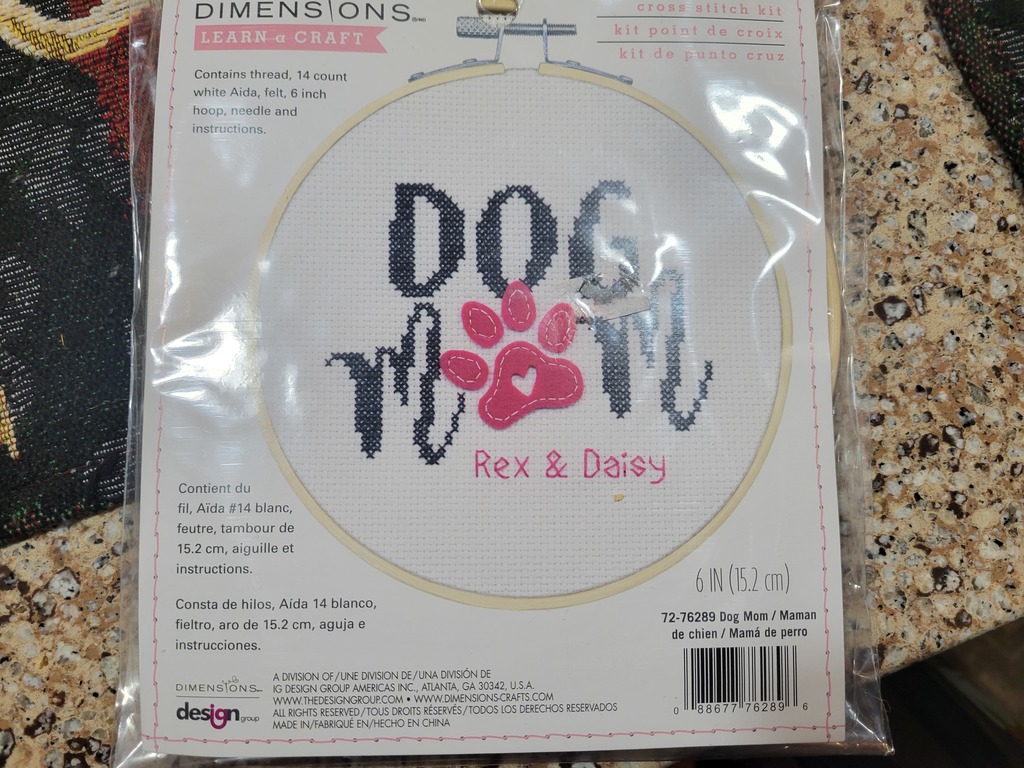 DIMENSIONS
LEARN a CRAFT
cross stitch kit
kit point de croix
kit de punto cruz
Contains thread, 14 count
white Aida, felt, 6 inch
hoop, needle and
instructions.
DOG
MOM
Rex & Daisy
Contient du
fil, Aïda #14 blanc,
feutre, tambour de
15.2 cm, aiguille et
instructions.
Consta de hilos, Aída 14 blanco,
fieltro, aro de 15.2 cm, aguja e
instrucciones.
6 IN (15.2 cm)
72-76289 Dog Mom / Maman
de chien / Mamá de perro
DIMENSIONS
design group
A DIVISION OF/UNE DIVISION DE/UNA DIVISIÓN DE
IG DESIGN GROUP AMERICAS INC., ATLANTA, GA 30342, U.S.A.
WWW.THEDESIGNGROUP.COM • WWW.DIMENSIONS-CRAFTS.COM
ALL RIGHTS RESERVED/TOUS DROITS RÉSERVÉS/TODOS LOS DERECHOS RESERVADOS
MADE IN/FABRIQUÉ EN/HECHO EN CHINA
0 88677 76289 6